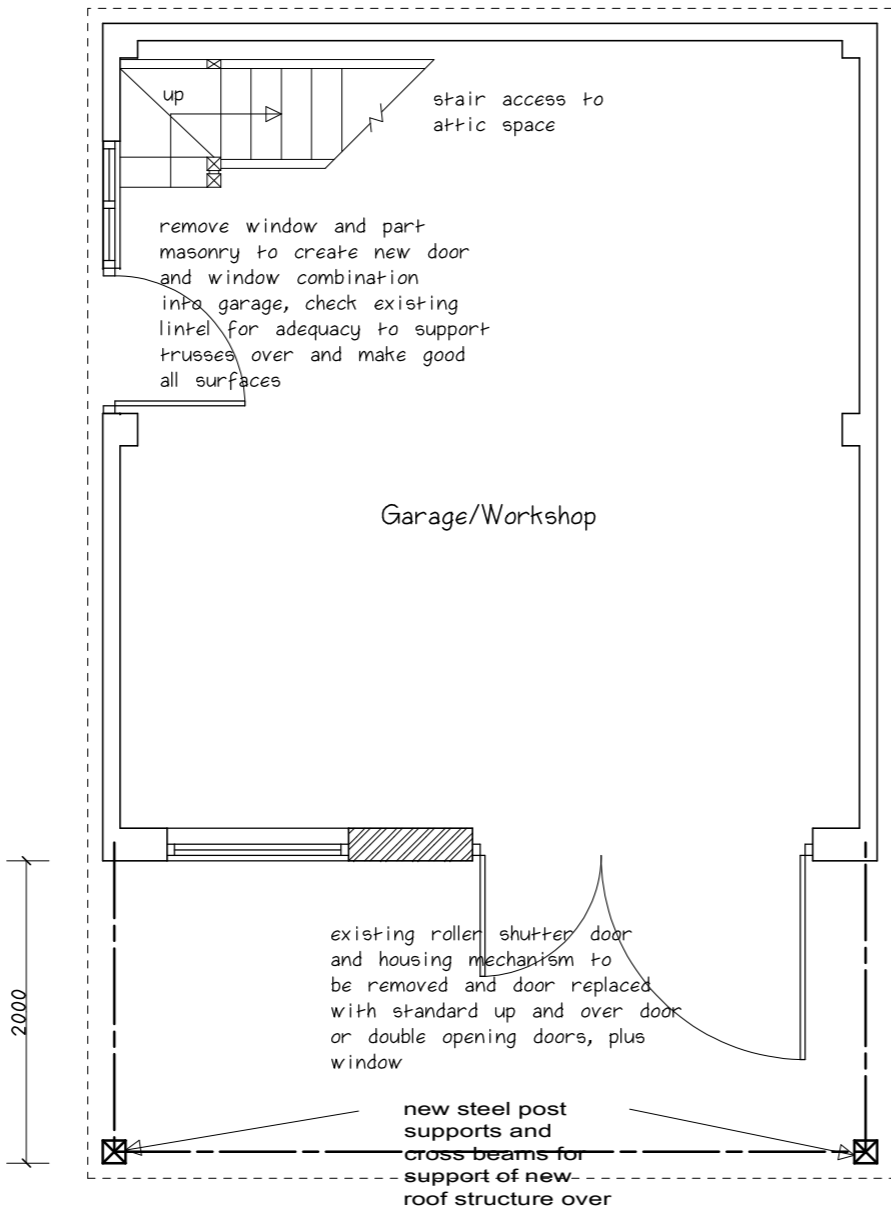 up
stair access to
attic space
remove window and part
masonry to create new door
and window combination
into garage, check existing
lintel for adequacy to support
trusses over and make good
all surfaces
Garage/Workshop
2000
existing roller shutter door
and housing mechanism to
be removed and door replaced
with standard up and over door
or double opening doors, plus
window
new steel post
supports and
cross beams for
support of new
roof structure over